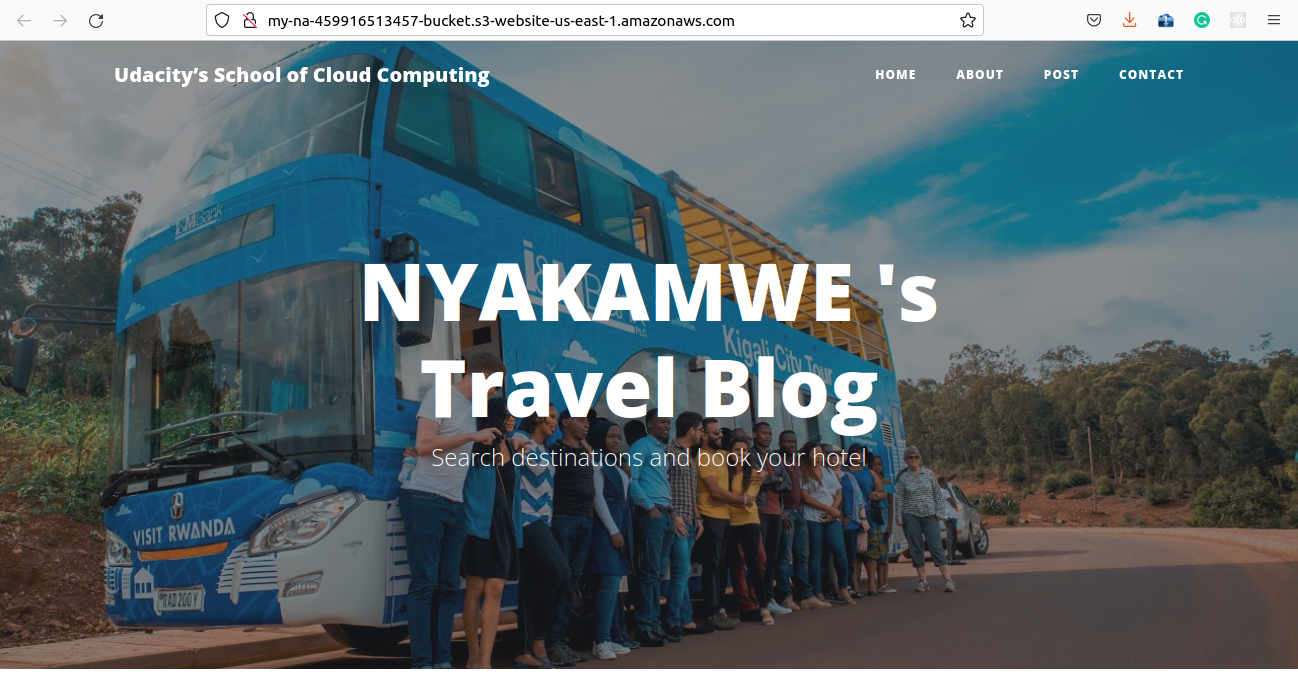 my-na-459916513457-bucket.s3-website-us-east-1.amazonaws.com
Udacity’s School of Cloud Computing
HOME ABOUT POST CONTACT
I&M Bank
NYAKAMWE 's
Kigali City Tour
Travel Blog
Search destinations and book your hotel
VISIT RWANDA
RAD 200 Y